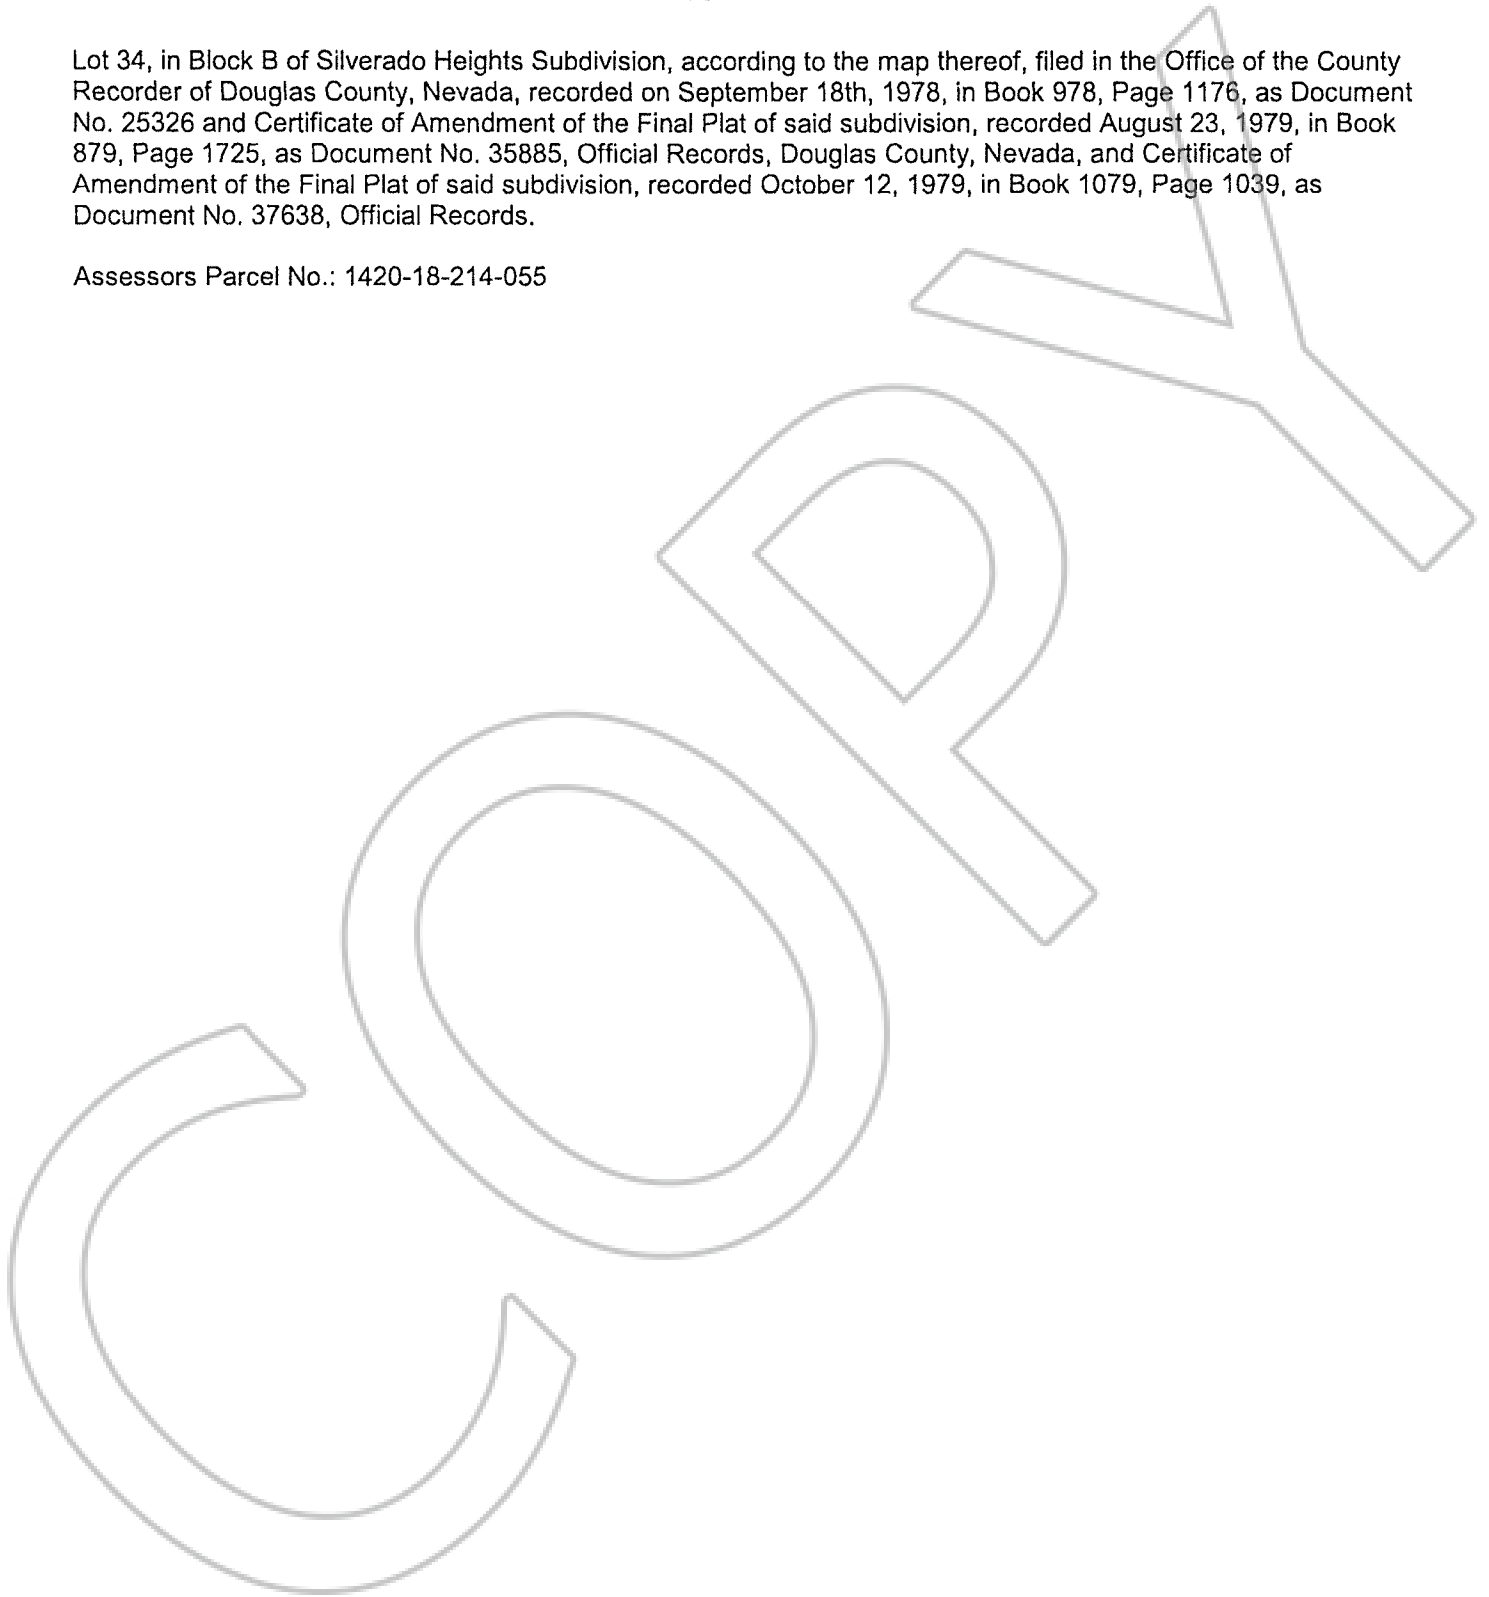 Lot 34, in Block B of Silverado Heights Subdivision, according to the map thereof, filed in the Office of the County
Recorder of Douglas County, Nevada, recorded on September 18th, 1978, in Book 978, Page 1176, as Document
No. 25326 and Certificate of Amendment of the Final Plat of said subdivision, recorded August 23, 1979, in Book
879, Page 1725, as Document No. 35885, Official Records, Douglas County, Nevada, and Certificate of
Amendment of the Final Plat of said subdivision, recorded October 12, 1979, in Book 1079, Page 1039, as
Document No. 37638, Official Records.
Assessors Parcel No.: 1420-18-214-055
COPY